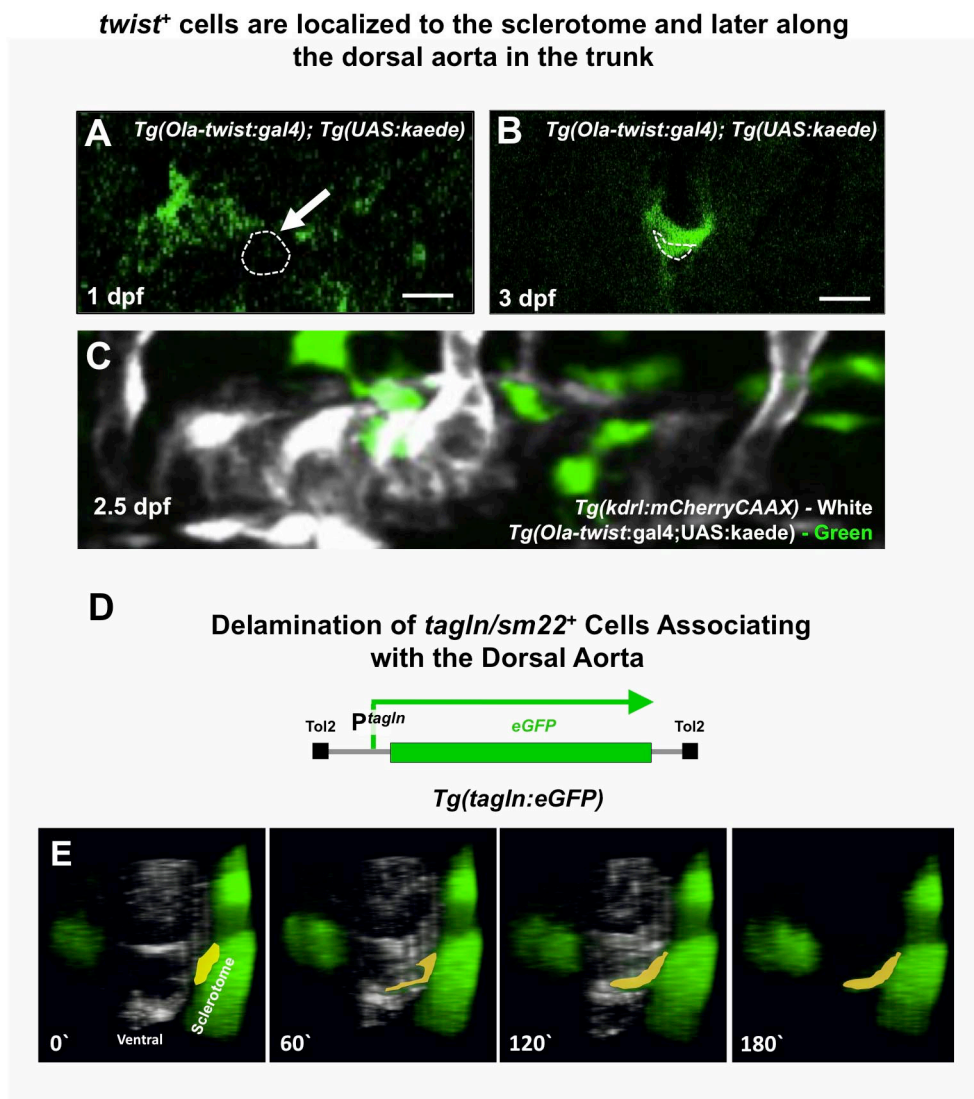 twist+ cells are localized to the sclerotome and later along
the dorsal aorta in the trunk
A
Tg(Ola-twist:gal4); Tg(UAS:kaede)
1 dpf
B
Tg(Ola-twist:gal4); Tg(UAS:kaede)
3 dpf
C
2.5 dpf
Tg(kdrl:mCherryCAAX) - White
Tg(Ola-twist:gal4;UAS:kaede) - Green
D
Delamination of tagln/sm22+ Cells Associating
with the Dorsal Aorta
Tol2
Ptagln
eGFP
Tol2
Tg(tagln:eGFP)
E
Sclerotome
Ventral
0`
60`
120`
180`